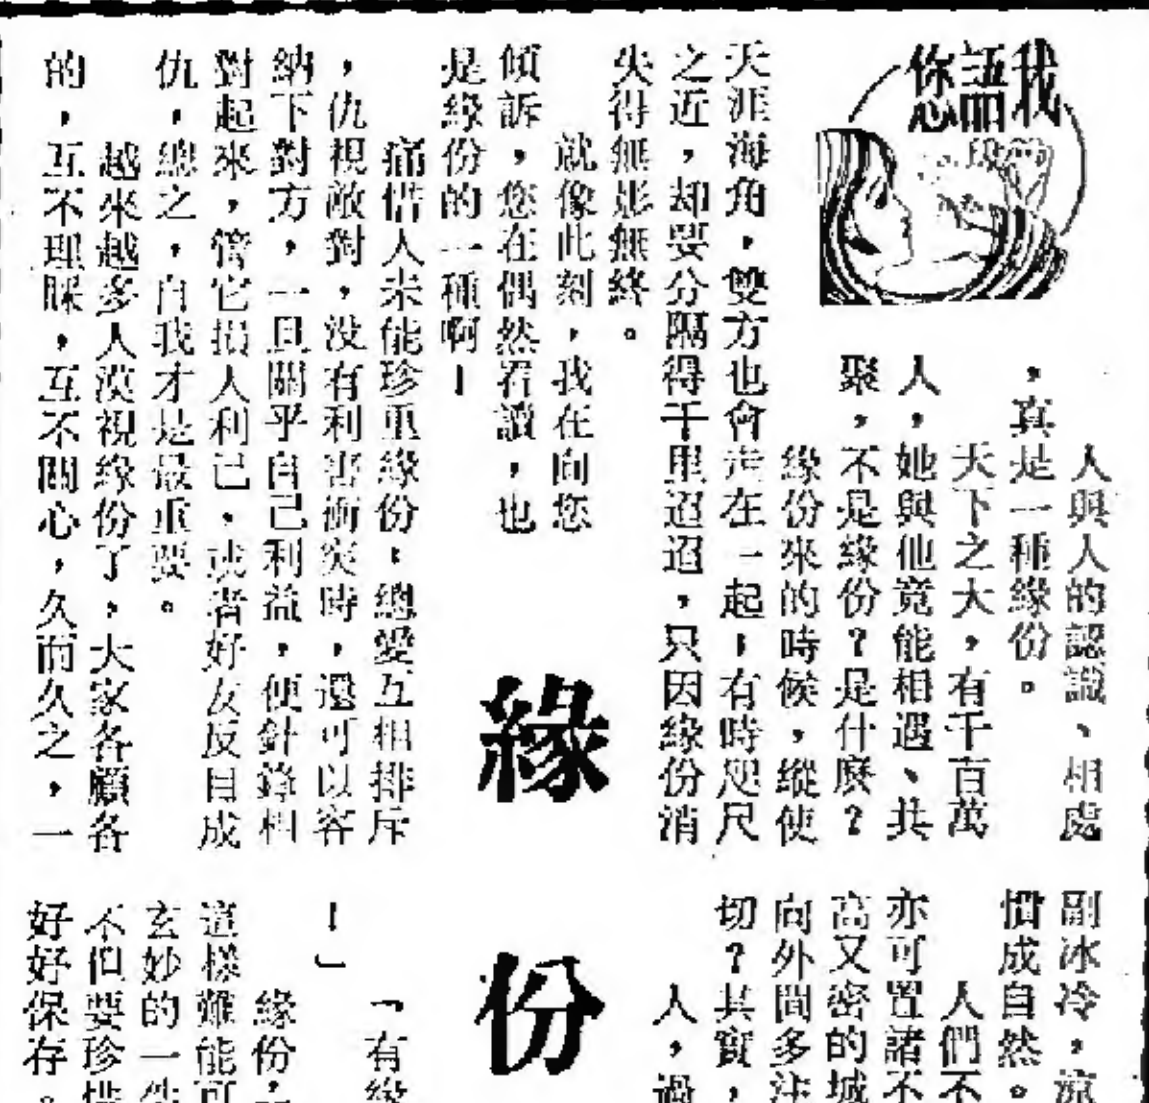 我語您
緣份
人與人的認識、相處
，真是一種緣份。
天下之大，有千百萬
人，她與他竟能相遇、共
聚，不是緣份？是什麽？
緣份來的時候，縱使
天涯海角，雙方也會走在一起；有時咫尺
之近，却要分隔得千里迢迢，只因緣份消
失得無影無終。
就像此刻，我在向您
傾訴，您在偶然看讀，也
是緣份的一種啊！
痛惜人未能珍重緣份，總愛互相排斥
，仇視敵對，没有利害衝突時，還可以容
納下對方，一旦關乎自己利益，便針鋒相
對起來，管它損人利己，或者好友反目成
仇，總之，自我才是最重要。
越來越多人漠視緣份了，大家各顧各
的，互不理睬，互不關心，久而久之，一
副冰冷，
慣成自然。
人們不
亦可置諸不
高又密的城
向外間多注
切？其實，
人，過
「有緣
！」
緣份，
這樣難能可
玄妙的一件
不但要珍惜
好好保存。